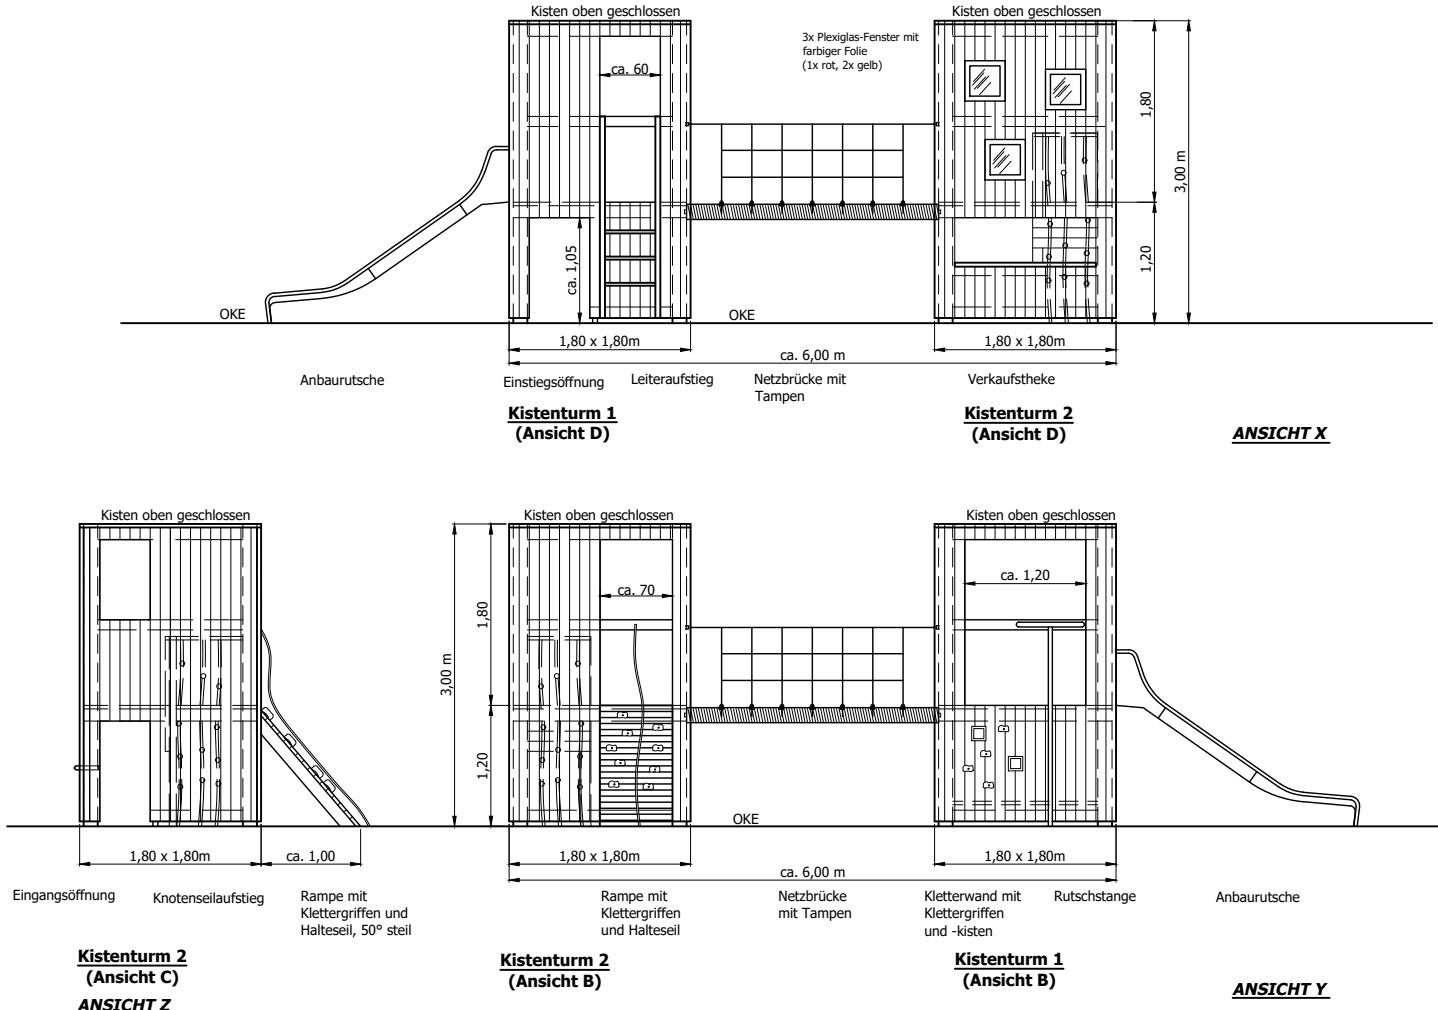 Kisten oben geschlossen
Kisten oben geschlossen
3x Plexiglas-Fenster mit
farbiger Folie
(1x rot, 2x gelb)
ca. 60
1,80
3,00 m
1,20
ca. 1,05
OKE
OKE
1,80 x 1,80m
1,80 x 1,80m
ca. 6,00 m
Anbaurutsche
Einstiegsöffnung
Leiteraufstieg
Netzbrücke mit
Tampen
Verkaufstheke
Kistenturm 1
(Ansicht D)
Kistenturm 2
(Ansicht D)
ANSICHT X
Kisten oben geschlossen
Kisten oben geschlossen
Kisten oben geschlossen
ca. 70
ca. 1,20
1,80
3,00 m
1,20
OKE
1,80 x 1,80m
ca. 1,00
1,80 x 1,80m
1,80 x 1,80m
ca. 6,00 m
Eingangsöffnung
Knotenseilaufstieg
Rampe mit
Klettergriffen und
Halteseil, 50° steil
Rampe mit
Klettergriffen
und Halteseil
Netzbrücke
mit Tampen
Kletterwand mit
Klettergriffen
und -kisten
Rutschstange
Anbaurutsche
Kistenturm 2
(Ansicht C)
ANSICHT Z
Kistenturm 2
(Ansicht B)
Kistenturm 1
(Ansicht B)
ANSICHT Y